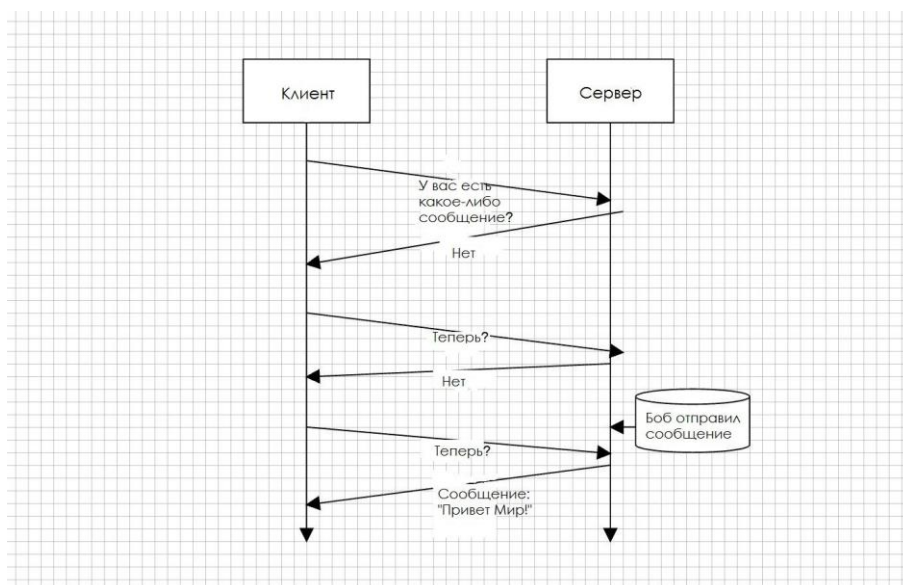 Клиент
Сервер
У вас есть
какое-либо
сообщение?
Нет
Теперь?
Нет
Боб отправил
сообщение
Теперь?
Сообщение:
"Привет Мир!"